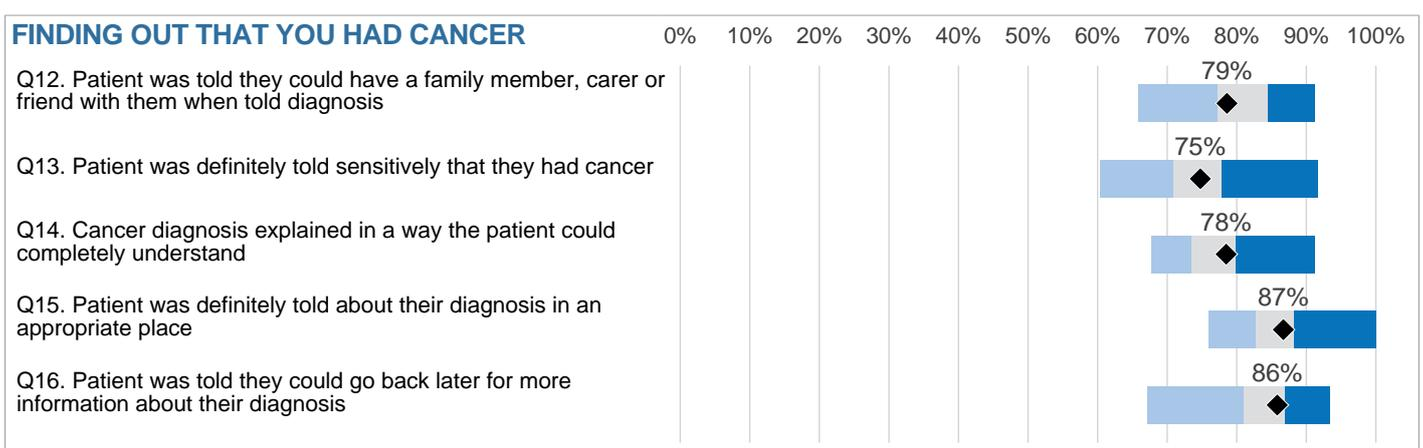 FINDING OUT THAT YOU HAD CANCER
0% 10% 20% 30% 40% 50% 60% 70% 80% 90% 100%
Q12. Patient was told they could have a family member, carer or
friend with them when told diagnosis
79%
Q13. Patient was definitely told sensitively that they had cancer
75%
Q14. Cancer diagnosis explained in a way the patient could
completely understand
78%
Q15. Patient was definitely told about their diagnosis in an
appropriate place
87%
Q16. Patient was told they could go back later for more
information about their diagnosis
86%